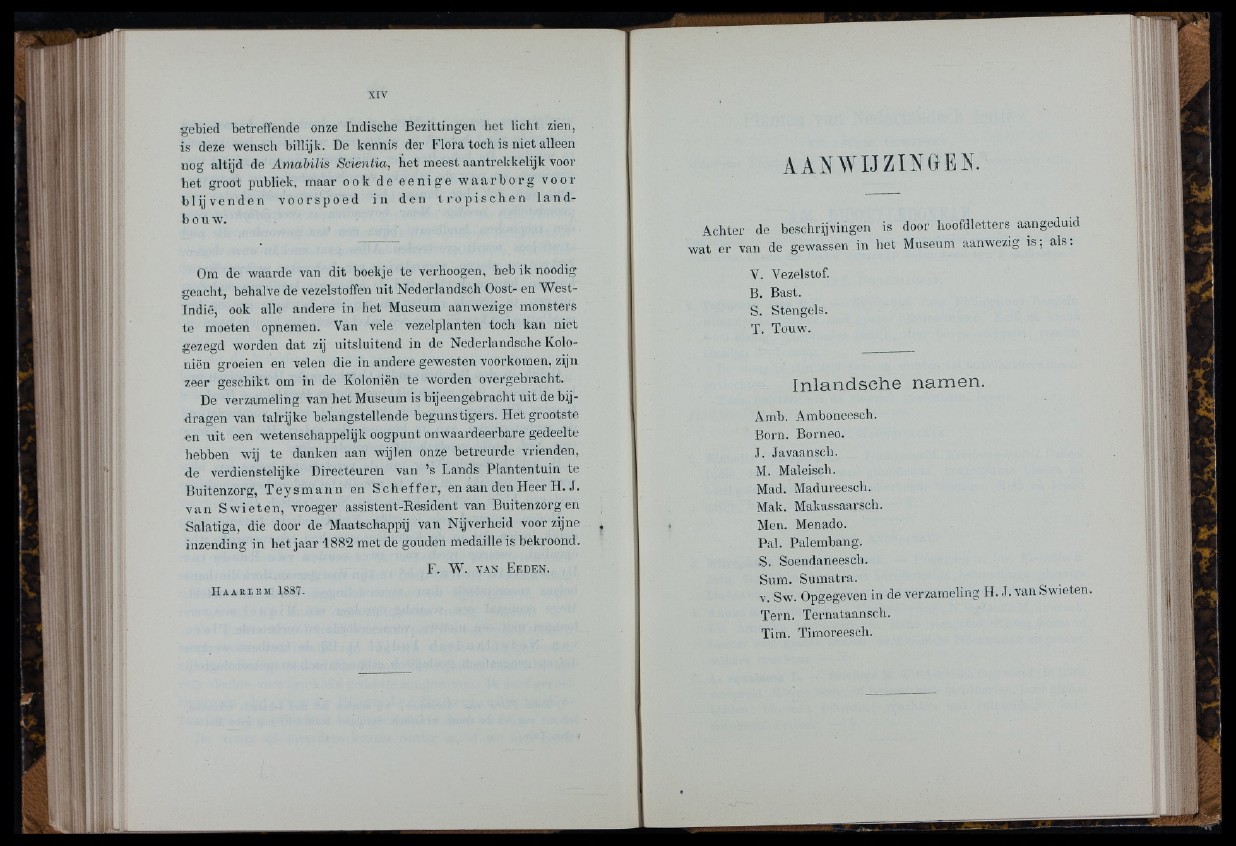 XIV
gebied betreffende onze Indische Bezittingen het licht zien,
is deze wensch billijk. De kennis der Flora toch is niet alleen
nog altijd de Amabilis Scientia, het meest aantrekkelijk voor
het groot publiek, maar ook de eenige waarborg voor
blijvenden voorspoed in den tropischen land-
bouw.
Om de waarde van dit boekje te verhoogen, heb ik noodig
geacht, behalve de vezelstoffen uit Nederlandsch Oost- en West-
Indië, ook alle andere in het Museum aanwezige monsters
te moeten opnemen. Van vele vezelplanten toch kan niet
gezegd worden dat zij uitsluitend in de Nederlandsche Kolo-
niën groeien en velen die in andere gewesten voorkomen, zijn
zeer geschikt om in de Koloniën te worden overgebracht.
De verzameling van het Museum is bijeengebracht uit de bij-
dragen van talrijke belangstellende begunstigers. Het grootste
en uit een wetenschappelijk oogpunt onwaardeerbare gedeelte
hebben wij te danken aan wijlen onze betreurde vrienden,
de verdienstelijke Directeuren van 's Lands Plantentuin te
Buitenzorg, Teysmann en Scheffer, en aan den Heer H. J.
van Swieten, vroeger assistent-Resident van Buitenzorg en
Salatiga, die door de Maatschappij van Nijverheid voor zijne
inzending in het jaar 1882 met de gouden medaille is bekroond.
F. W. VAN EEDEN.
HAARLEM 1887.
AANWIJZINGEN.
Achter de beschrijvingen is door hoofdletters aangeduid
wat er van de gewassen in het Museum aanwezig is; als:
V. Vezelstof.
B. Bast.
S. Stengels.
T. Touw.
Inlandsche namen.
Amb. Amboneesch.
Born. Borneo.
J. Javaansch.
M. Maleisch.
Mad. Madureesch.
Mak. Makassaarsch.
Men. Menado.
Pal. Palembang.
S. Soendaneesch.
Sum. Sumatra.
v. Sw. Opgegeven in de verzameling H. J. van Swieten.
Tern. Ternataansch.
Tim. Timoreesch.